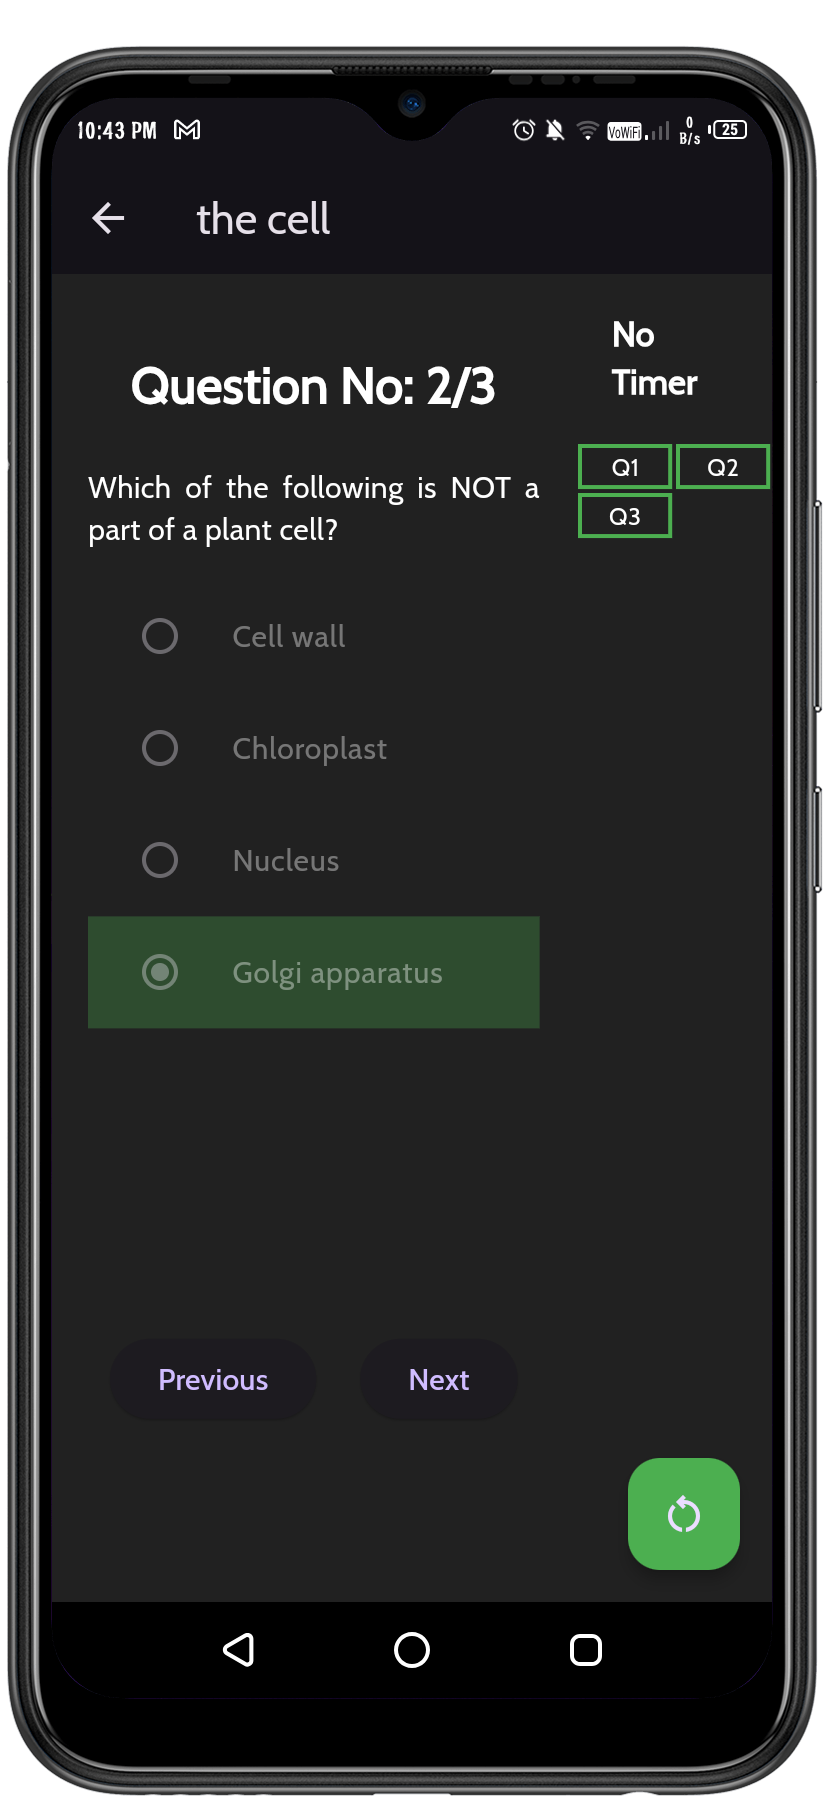 10:43 PM
VoWiFi
0
B/s
25
the cell
No
Timer
Question No: 2/3
Q1
Q2
Q3
Which of the following is NOT a
part of a plant cell?
Cell wall
Chloroplast
Nucleus
Golgi apparatus
Previous
Next